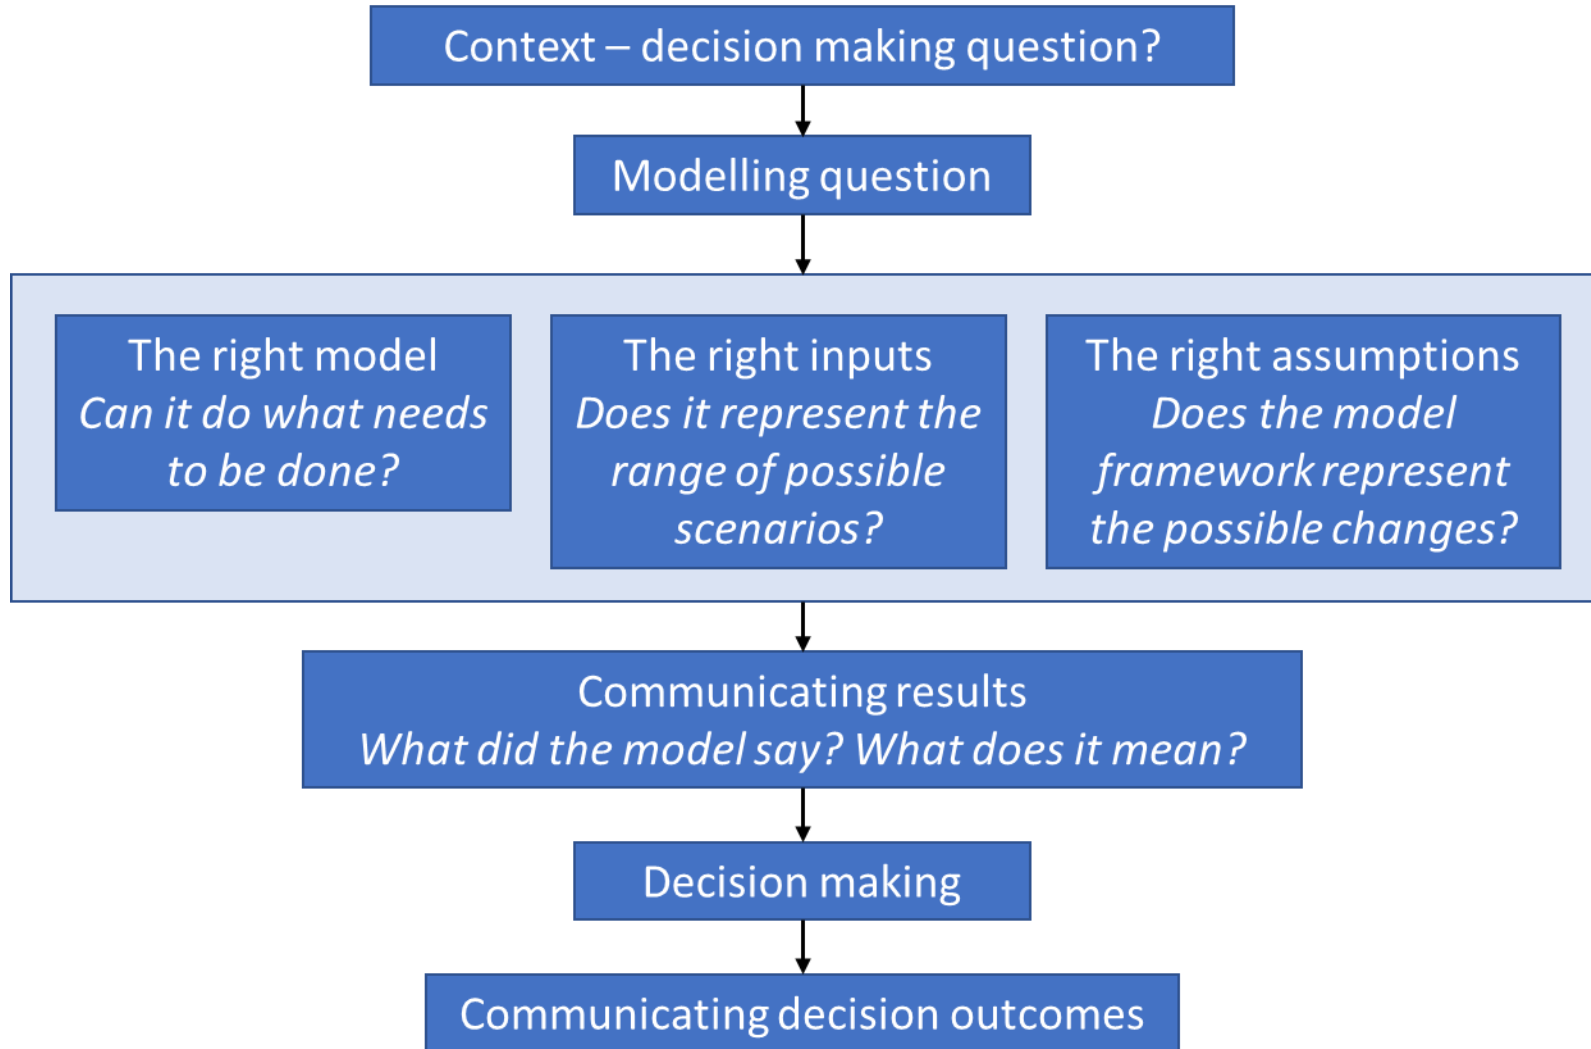 Context – decision making question?
Modelling question
The right model
Can it do what needs
to be done?
The right inputs
Does it represent the
range of possible
scenarios?
The right assumptions
Does the model
framework represent
the possible changes?
Communicating results
What did the model say? What does it mean?
Decision making
Communicating decision outcomes